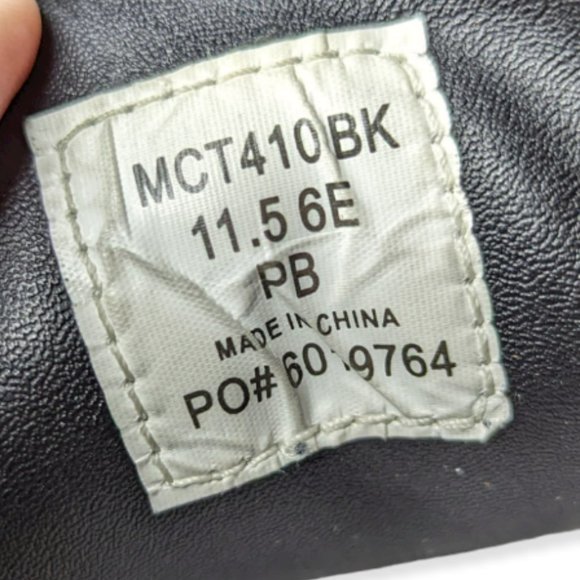 MCT410BK
11.5 6E
PB
MADE IN CHINA
PO#